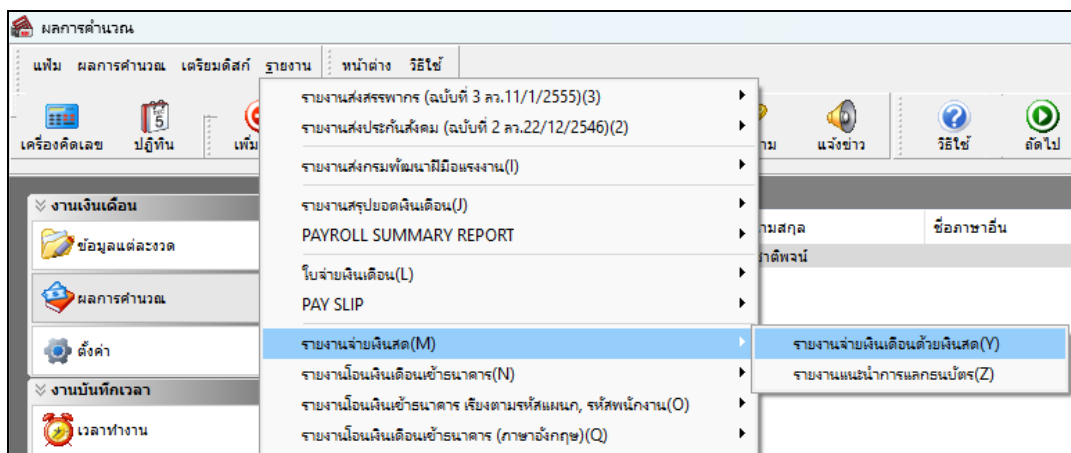 ผลการคำนวณ
แฟ้ม ผลการคำนวณ เตรียมดิสก์ รายงาน หน้าต่าง วิธีใช้
เครื่องคิดเลข ปฏิทิน เพิ่ม แจ้งข่าว วิธีใช้ ถัดไป
รายงานส่งสรรพากร (ฉบับที่ 3 ลว.11/1/2555)(3)
รายงานส่งประกันสังคม (ฉบับที่ 2 ลว.22/12/2546)(2)
รายงานส่งกรมพัฒนาฝีมือแรงงาน(I)
รายงานสรุปยอดเงินเดือน(J)
PAYROLL SUMMARY REPORT
ใบจ่ายเงินเดือน(L)
PAY SLIP
รายงานจ่ายเงินสด(M)
รายงานโอนเงินเดือนเข้าธนาคาร(N)
รายงานโอนเงินเข้าธนาคาร เรียงตามรหัสแผนก, รหัสพนักงาน(O)
รายงานโอนเงินเดือนเข้าธนาคาร (ภาษาอังกฤษ)(Q)
รายงานจ่ายเงินเดือนด้วยเงินสด(Y)
รายงานแนะนำการแลกธนบัตร(Z)
งานเงินเดือน
ข้อมูลแต่ละงวด
ผลการคำนวณ
ตั้งค่า
งานบันทึกเวลา
เวลาทำงาน
ชื่อภาษาอื่น